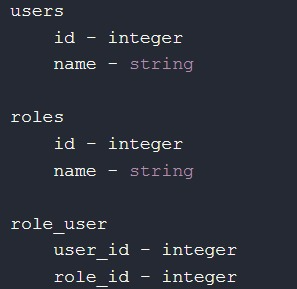 users
    id - integer
    name - string

roles
    id - integer
    name - string

role_user
    user_id - integer
    role_id - integer